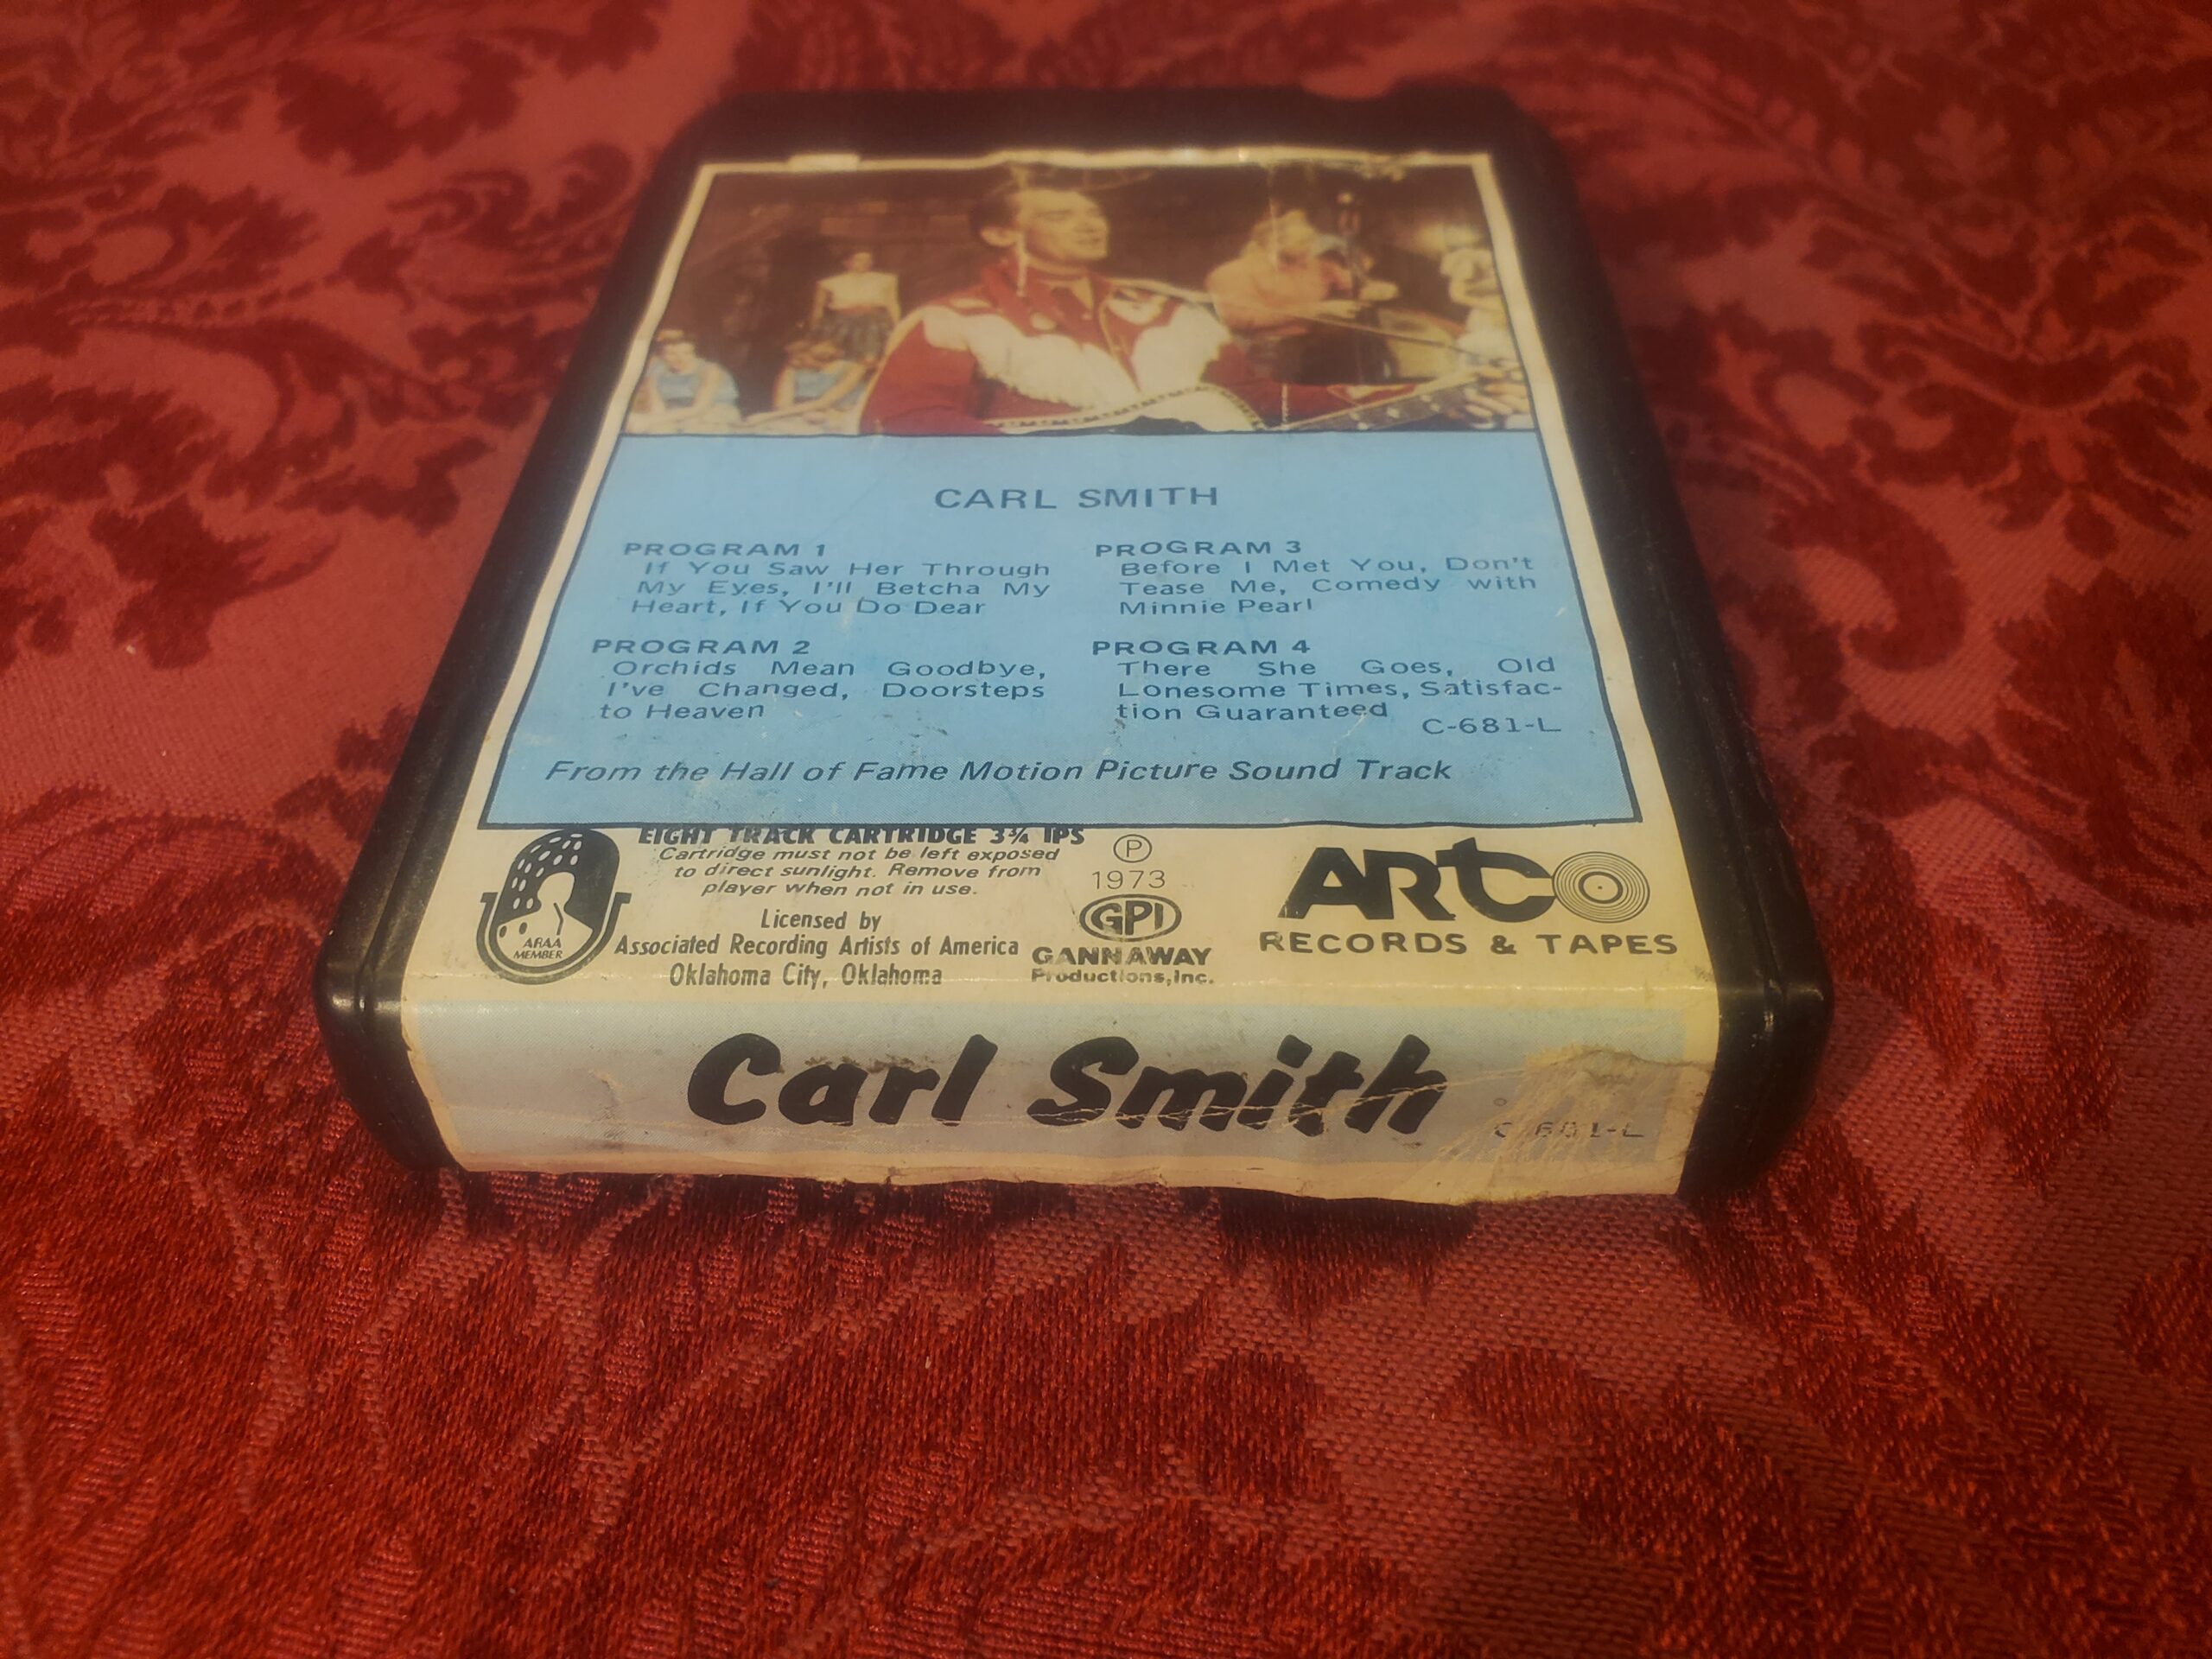 CARL SMITH
PROGRAM 1
If You Saw Her Through
My Eyes, I'll Betcha My
Heart, If You Do Dear
PROGRAM 2
Orchids Mean Goodbye,
I've Changed, Doorsteps
to Heaven
PROGRAM 3
Before I Met You, Don't
Tease Me, Comedy with
Minnie Pearl
PROGRAM 4
There She Goes, Old
Lonesome Times, Satisfac-
tion Guaranteed
C-681-L
From the Hall of Fame Motion Picture Sound Track
ARAA
MEMBER
EIGHT TRACK CARTRIDGE 3¾ IPS
Cartridge must not be left exposed
to direct sunlight. Remove from
player when not in use.
Licensed by
Associated Recording Artists of America
Oklahoma City, Oklahoma
Ⓟ
1973
GPI
GANNAWAY
Productions,Inc.
ARTCO
RECORDS & TAPES
Carl Smith
C-681-L